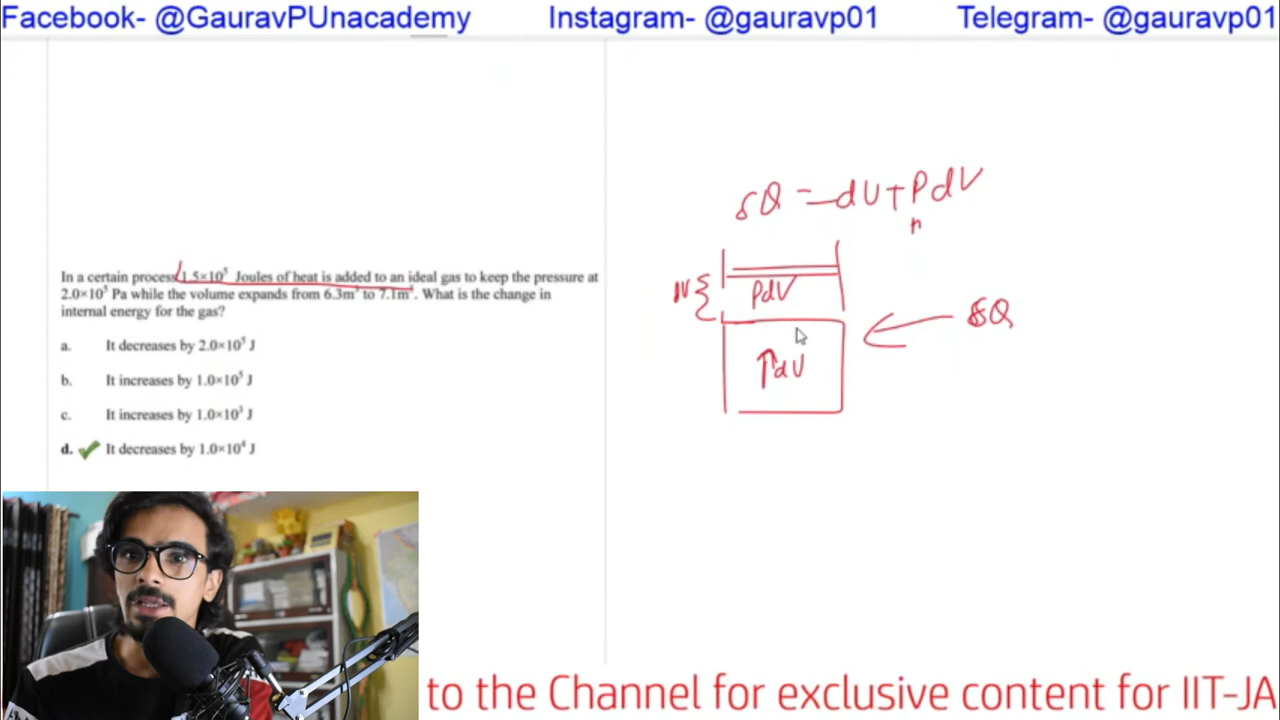 Facebook- @GauravPUnacademy Instagram- @gauravp01 Telegram- @gauravp01
In a certain process 1.5×10⁵ Joules of heat is added to an ideal gas to keep the pressure at
2.0×10⁵ Pa while the volume expands from 6.3m³ to 7.1m³. What is the change in
internal energy for the gas?
a. It decreases by 2.0×10⁵ J
b. It increases by 1.0×10⁵ J
c. It increases by 1.0×10³ J
d. It decreases by 1.0×10⁴ J
δQ = dU + PdV
PdV
δQ
↑dU
to the Channel for exclusive content for IIT-JA